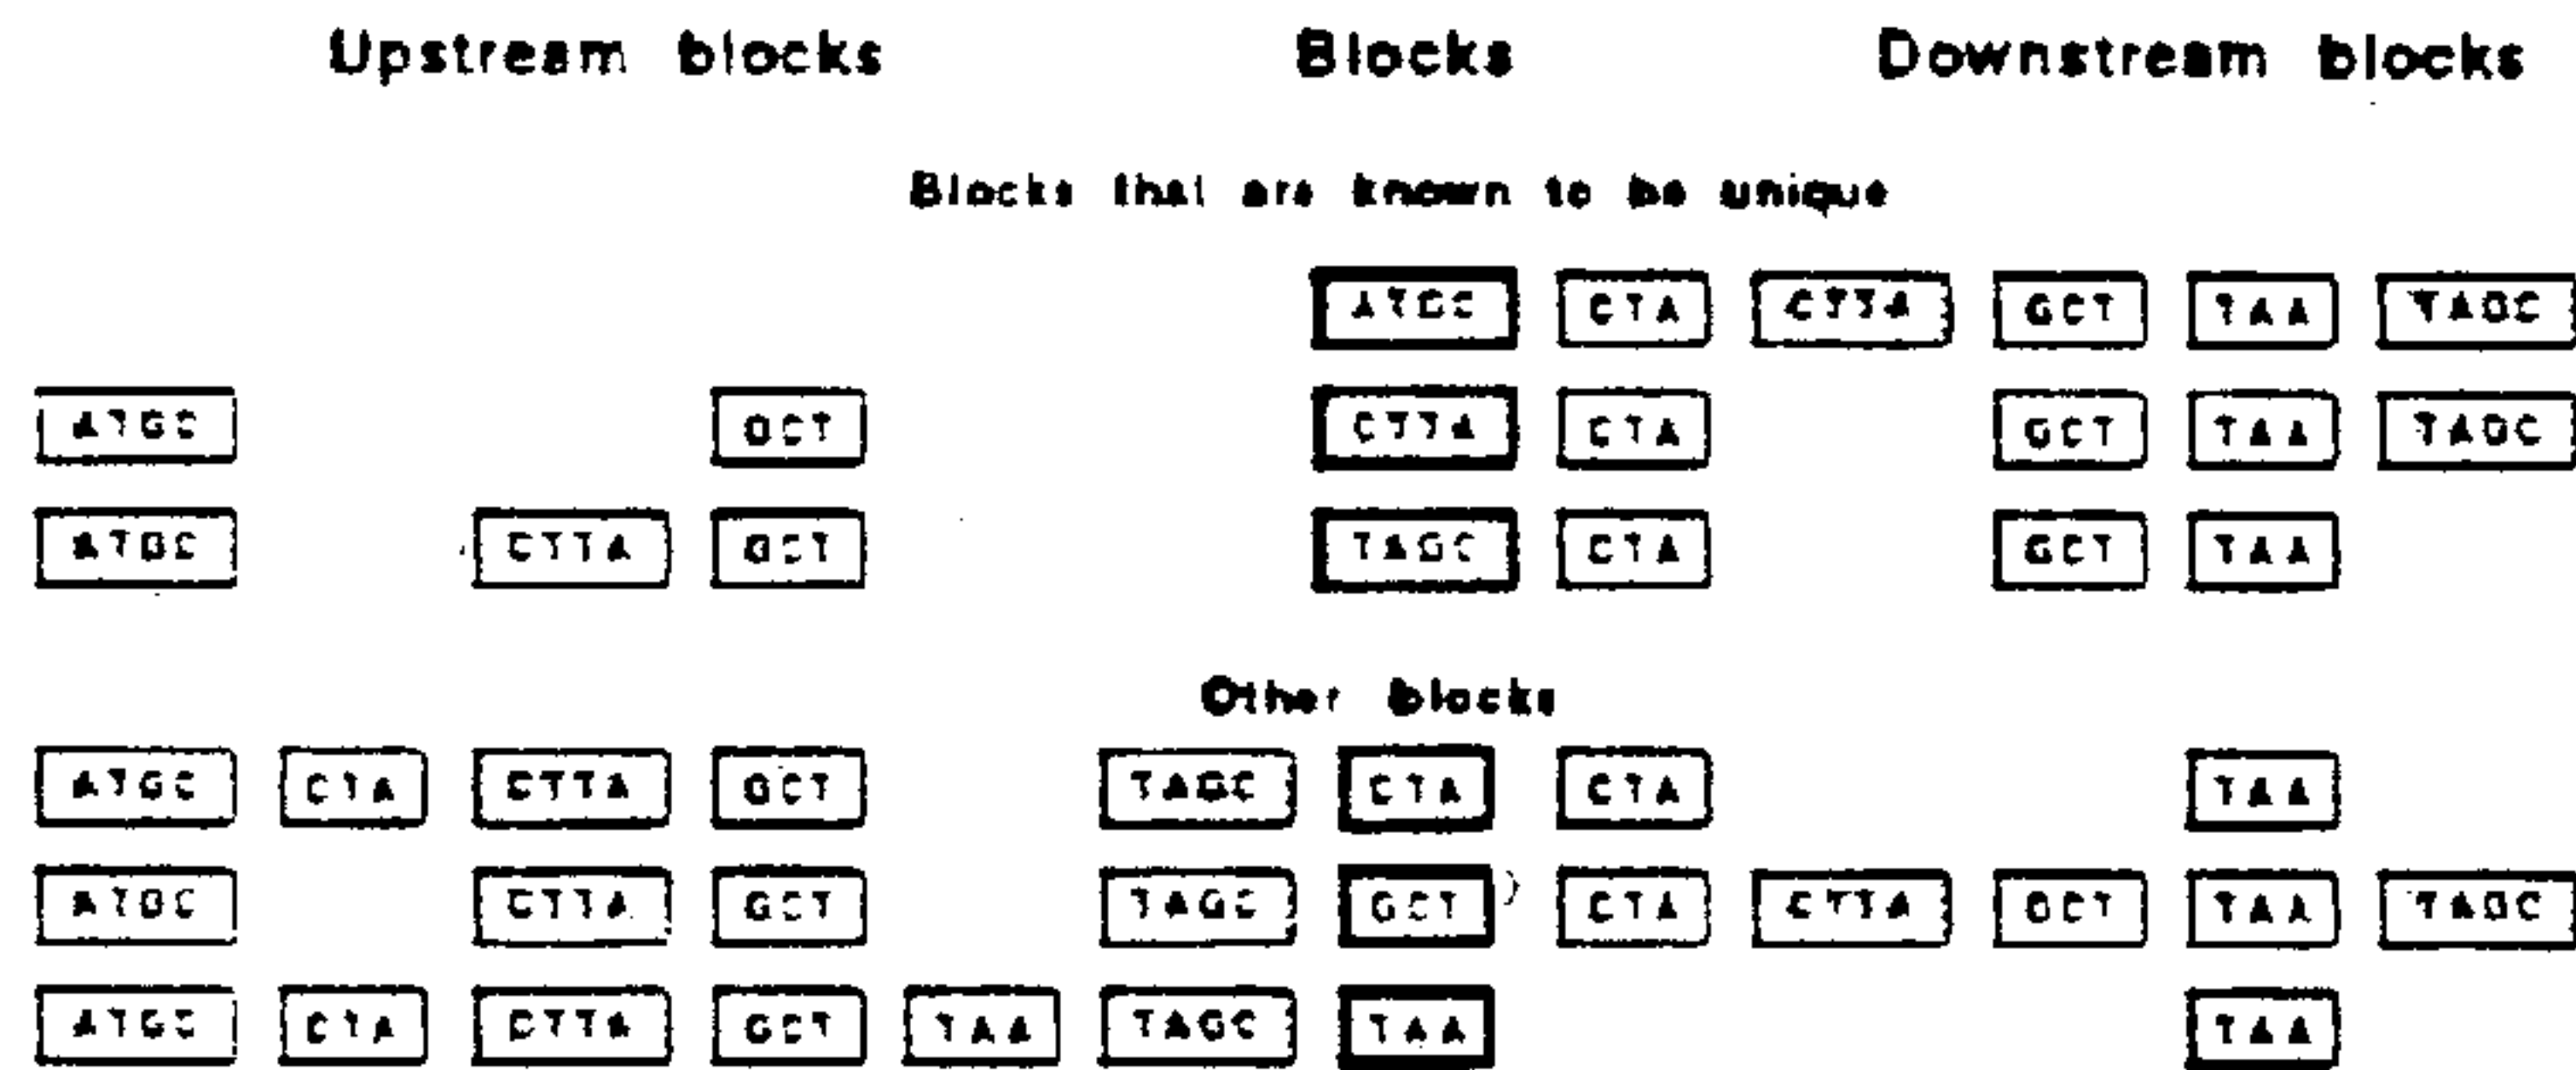 Upstream blocks Blocks Downstream blocks
Blocks that are known to be unique
ATGC CTA CTTA GCT TAA TAGC
ATGC GCT CTTA CTA GCT TAA TAGC
ATGC CTTA GCT TAGC CTA GCT TAA
Other blocks
ATGC CTA CTTA GCT TAGC CTA CTA TAA
ATGC CTTA GCT TAGC GCT CTA CTTA GCT TAA TAGC
ATGC CTA CTTA GCT TAA TAGC TAA TAA